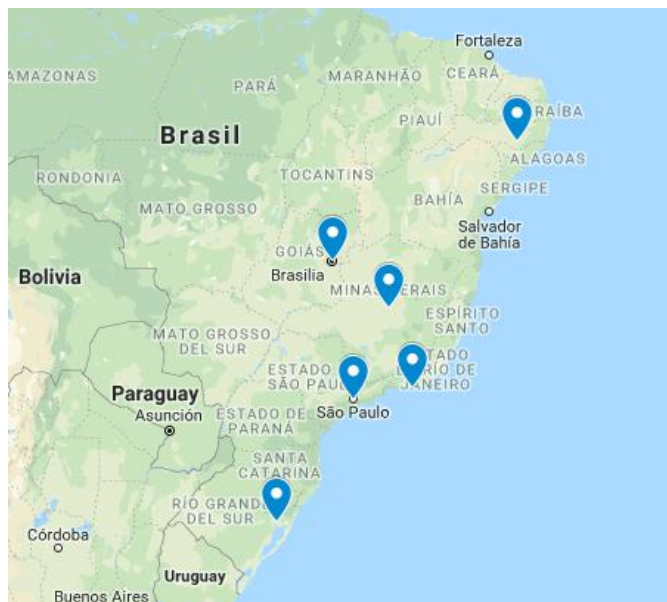 Fortaleza
AMAZONAS
MARANHÃO
CEARÁ
PARÁ
RAÍBA
PIAUÍ
Brasil
ALAGOAS
RONDONIA
TOCANTINS
SERGIPE
BAHÍA
MATO GROSSO
Salvador
de Bahía
GOIÁS
Brasilia
Bolivia
MINAS GERAIS
ESPÍRITO
SANTO
MATO GROSSO
DEL SUR
ESTADO
SÃO PAUL
ESTADO
RÍO DE
JANEIRO
Paraguay
Asunción
São Paulo
ESTADO DE
PARANÁ
SANTA
CATARINA
RÍO GRANDE
DEL SUR
Córdoba
Uruguay
Buenos Aires